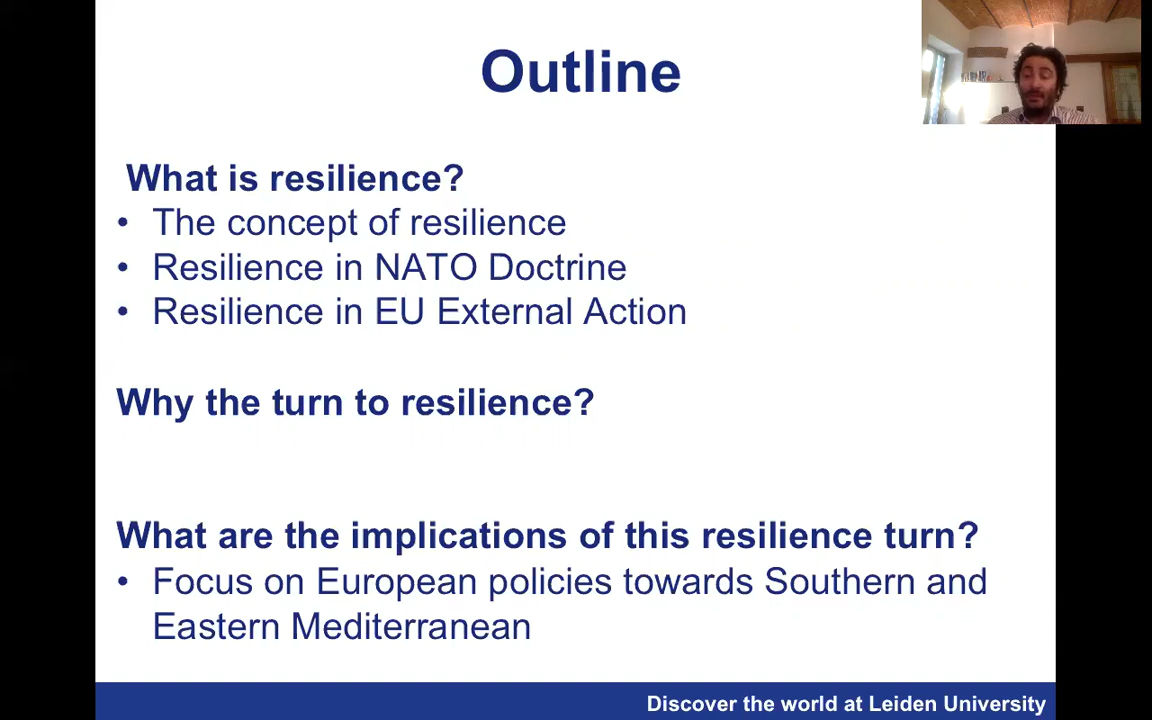 Outline
What is resilience?
• The concept of resilience
• Resilience in NATO Doctrine
• Resilience in EU External Action
Why the turn to resilience?
What are the implications of this resilience turn?
• Focus on European policies towards Southern and
Eastern Mediterranean
Discover the world at Leiden University